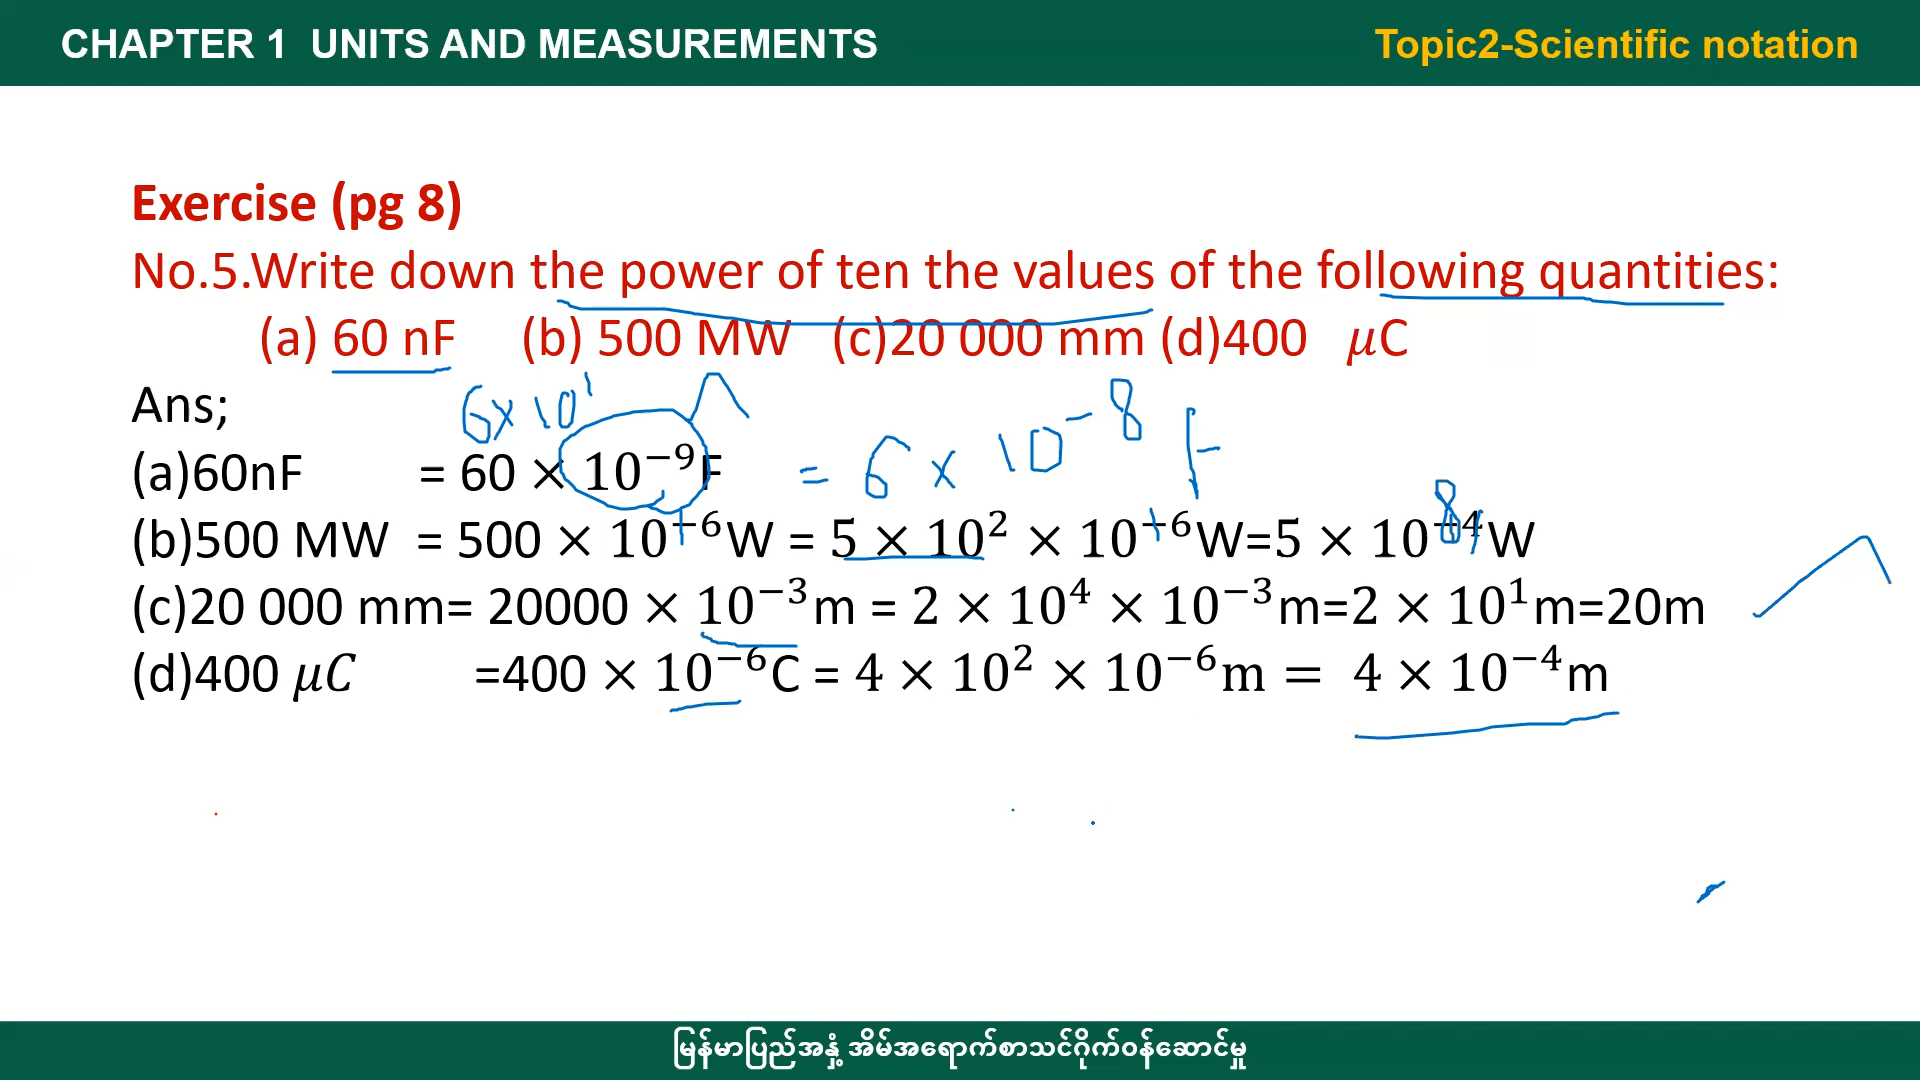 CHAPTER 1 UNITS AND MEASUREMENTS
Topic2-Scientific notation
Exercise (pg 8)
No.5.Write down the power of ten the values of the following quantities:
(a) 60 nF (b) 500 MW (c)20 000 mm (d)400 𝜇C
Ans;
6 × 10¹
(a)60nF = 60 × 10⁻⁹F = 6 × 10⁻⁸ F
(b)500 MW = 500 × 10⁻⁶W = 5 × 10² × 10⁻⁶W=5 × 10⁻⁴W
8
(c)20 000 mm= 20000 × 10⁻³m = 2 × 10⁴ × 10⁻³m=2 × 10¹m=20m
(d)400 𝜇𝐶 =400 × 10⁻⁶C = 4 × 10² × 10⁻⁶m = 4 × 10⁻⁴m
မြန်မာပြည်အနှံ့ အိမ်အရောက်စာသင်ဂိုက်ဝန်ဆောင်မှု